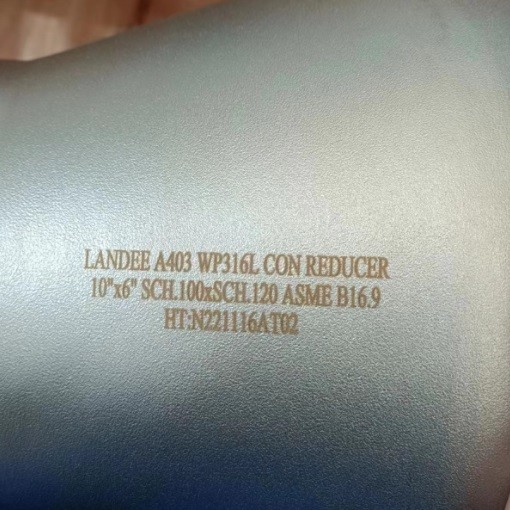 LANDEE A403 WP316L CON REDUCER
10"x6" SCH.100xSCH.120 ASME B16.9
HT:N221116AT02